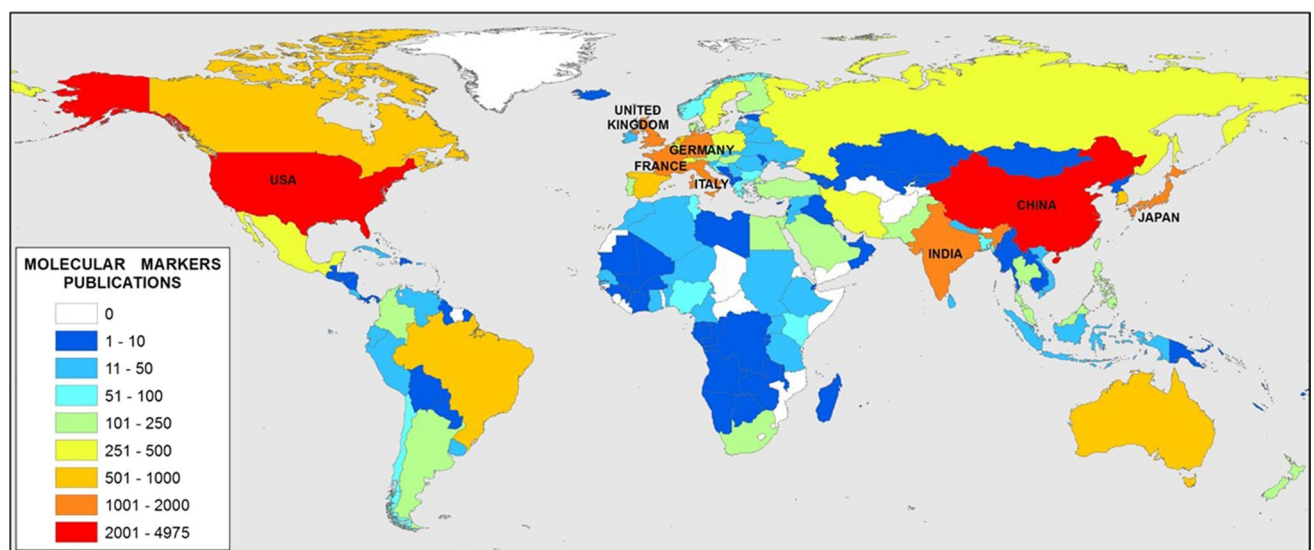 UNITED
KINGDOM
GERMANY
FRANCE
ITALY
USA
CHINA
JAPAN
INDIA
MOLECULAR MARKERS
PUBLICATIONS
0
1 - 10
11 - 50
51 - 100
101 - 250
251 - 500
501 - 1000
1001 - 2000
2001 - 4975